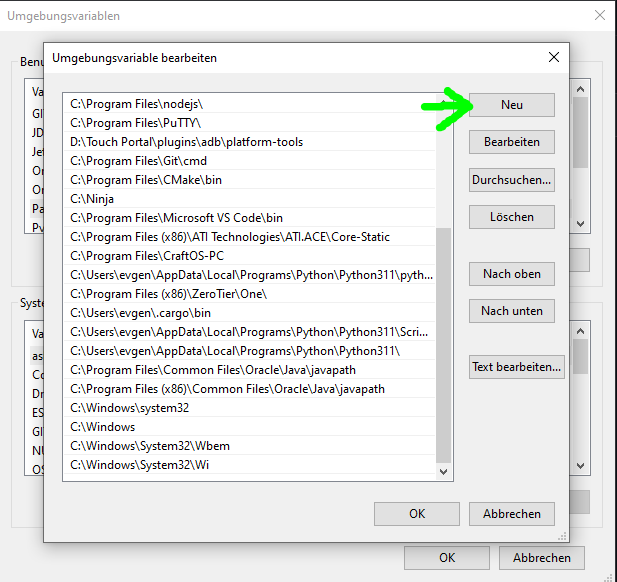 Umgebungsvariablen
Umgebungsvariable bearbeiten
Benu
Va
GI
JD
Jet
On
On
Pa
Py
C:\Program Files\nodejs\
C:\Program Files\PuTTY\
D:\Touch Portal\plugins\adb\platform-tools
C:\Program Files\Git\cmd
C:\Program Files\CMake\bin
C:\Ninja
C:\Program Files\Microsoft VS Code\bin
C:\Program Files (x86)\ATI Technologies\ATI.ACE\Core-Static
C:\Program Files\CraftOS-PC
C:\Users\evgen\AppData\Local\Programs\Python\Python311\pyth...
C:\Program Files (x86)\ZeroTier\One\
C:\Users\evgen\.cargo\bin
C:\Users\evgen\AppData\Local\Programs\Python\Python311\Scri...
C:\Users\evgen\AppData\Local\Programs\Python\Python311\
C:\Program Files\Common Files\Oracle\Java\javapath
C:\Program Files (x86)\Common Files\Oracle\Java\javapath
C:\Windows\system32
C:\Windows
C:\Windows\System32\Wbem
C:\Windows\System32\Wi
Neu
Bearbeiten
Durchsuchen...
Löschen
Nach oben
Nach unten
Text bearbeiten...
Syste
Va
as
Co
Dr
ES
GI
NU
OS
OK
Abbrechen
OK
Abbrechen